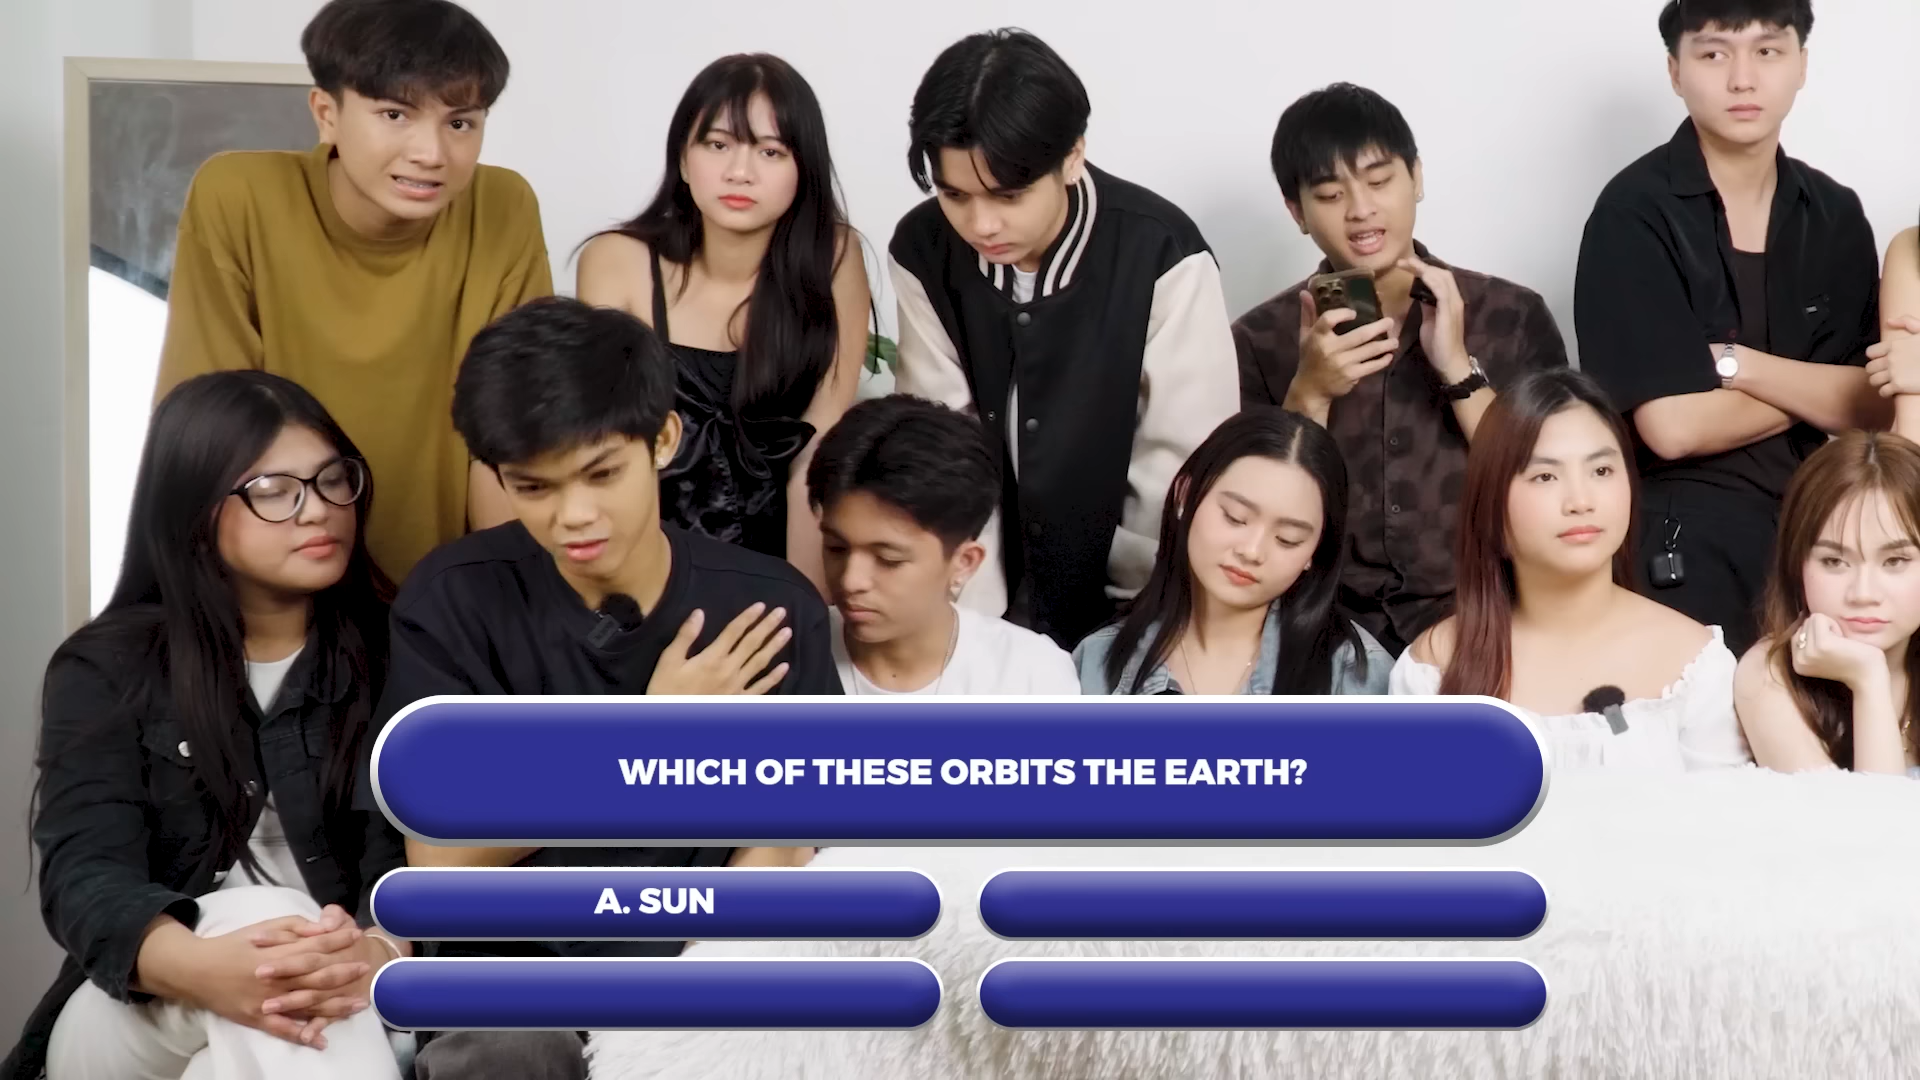 WHICH OF THESE ORBITS THE EARTH?
A. SUN